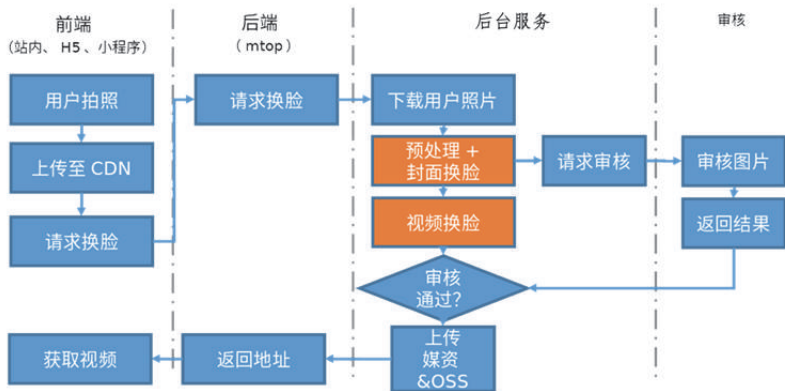 前端
(站内、 H5 、小程序)
后端
( mtop )
后台服务
审核
用户拍照
上传至 CDN
请求换脸
请求换脸
下载用户照片
预处理 +
封面换脸
请求审核
审核图片
视频换脸
返回结果
审核
通过?
上传
媒资
&OSS
返回地址
获取视频